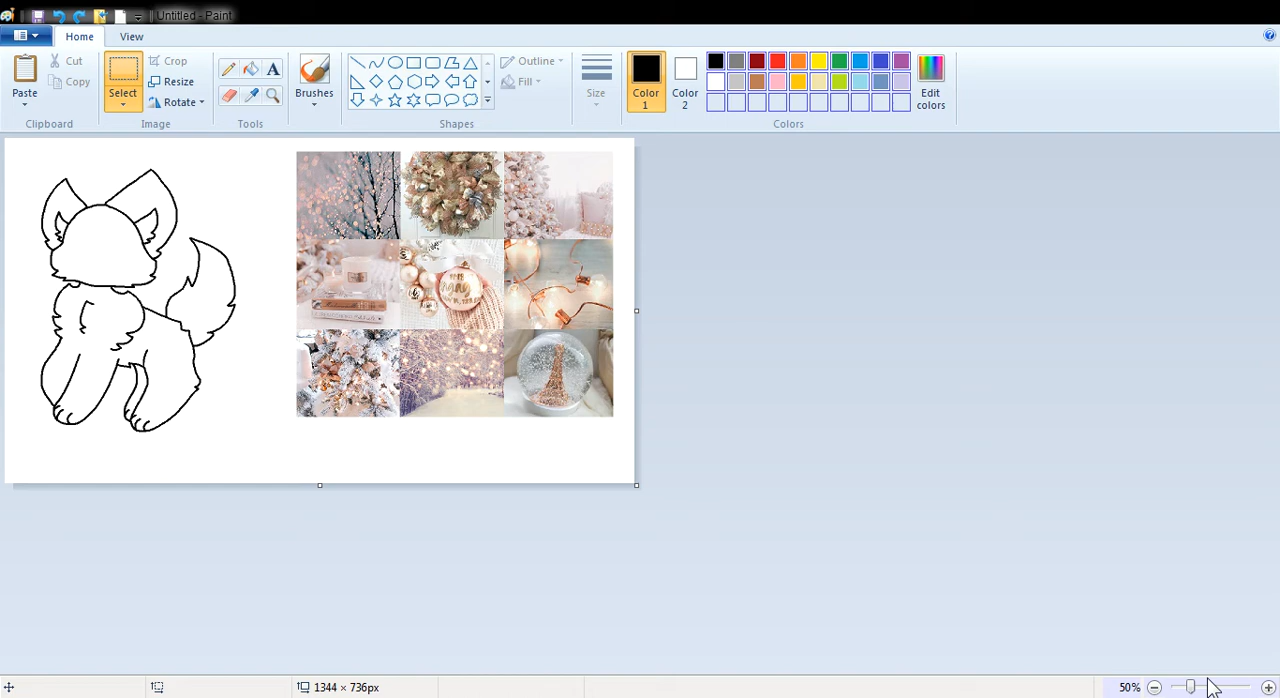 Untitled - Paint
Home View
Paste
Cut
Copy
Clipboard
Select
Crop
Resize
Rotate
Image
A
Tools
Brushes
Shapes
Outline
Fill
Size
Color 1
Color 2
Edit colors
Colors
1344 × 736px
50%